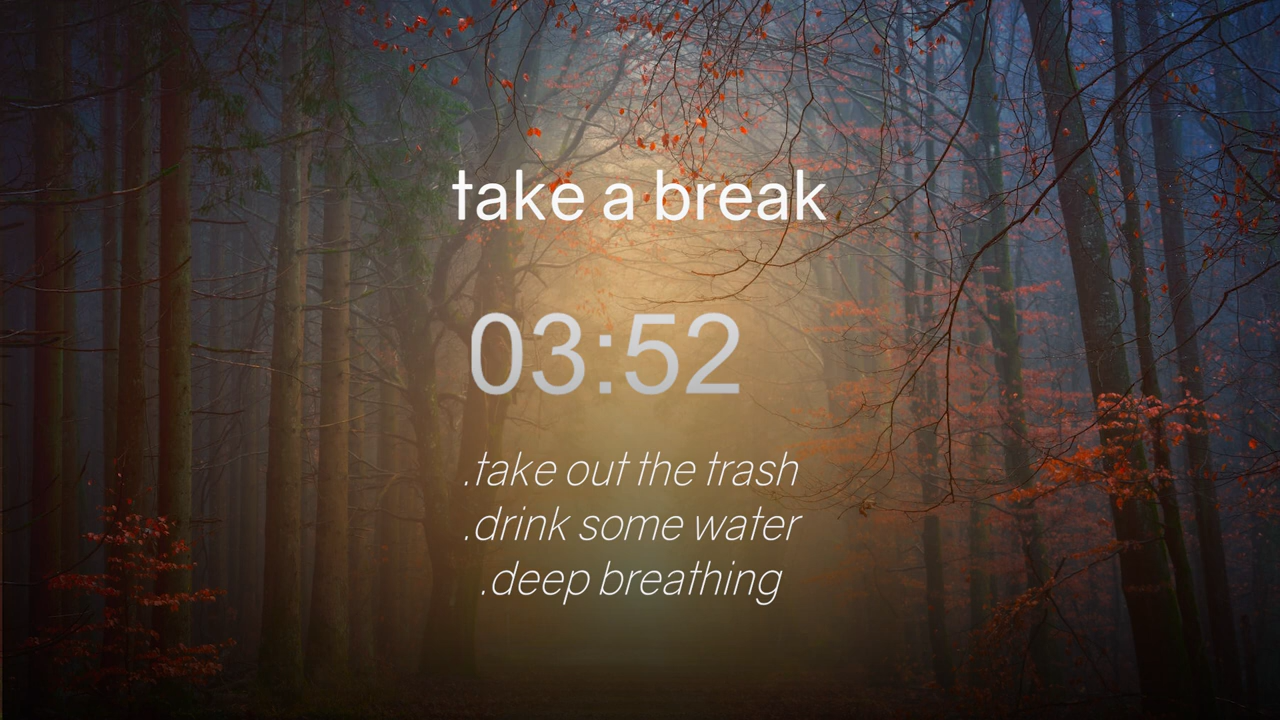 take a break
03:52
.take out the trash
.drink some water
.deep breathing